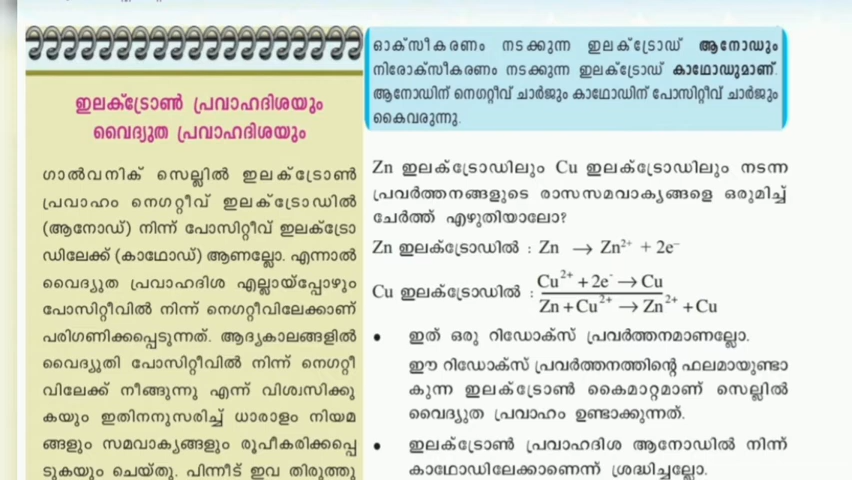 ഇലക്ട്രോൺ പ്രവാഹദിശയും
വൈദ്യുത പ്രവാഹദിശയും
ഗാൽവനിക് സെല്ലിൽ ഇലക്ട്രോൺ
പ്രവാഹം നെഗറ്റീവ് ഇലക്ട്രോഡിൽ
(ആനോഡ്) നിന്ന് പോസിറ്റീവ് ഇലക്ട്രോ
ഡിലേക്ക് (കാഥോഡ്) ആണല്ലോ. എന്നാൽ
വൈദ്യുത പ്രവാഹദിശ എല്ലായ്പ്പോഴും
പോസിറ്റീവിൽ നിന്ന് നെഗറ്റീവിലേക്കാണ്
പരിഗണിക്കപ്പെടുന്നത്. ആദ്യകാലങ്ങളിൽ
വൈദ്യുതി പോസിറ്റീവിൽ നിന്ന് നെഗറ്റീ
വിലേക്ക് നീങ്ങുന്നു എന്ന് വിശ്വസിക്കു
കയും ഇതിനനുസരിച്ച് ധാരാളം നിയമ
ങ്ങളും സമവാക്യങ്ങളും രൂപീകരിക്കപ്പെ
ടുകയും ചെയ്തു. പിന്നീട് ഇവ തിരുത്തു
ഓക്സീകരണം നടക്കുന്ന ഇലക്ട്രോഡ് ആനോഡും
നിരോക്സീകരണം നടക്കുന്ന ഇലക്ട്രോഡ് കാഥോഡുമാണ്.
ആനോഡിന് നെഗറ്റീവ് ചാർജും കാഥോഡിന് പോസിറ്റീവ് ചാർജും
കൈവരുന്നു.
Zn ഇലക്ട്രോഡിലും Cu ഇലക്ട്രോഡിലും നടന്ന
പ്രവർത്തനങ്ങളുടെ രാസസമവാക്യങ്ങളെ ഒരുമിച്ച്
ചേർത്ത് എഴുതിയാലോ?
Zn ഇലക്ട്രോഡിൽ : Zn → Zn²⁺ + 2e⁻
Cu ഇലക്ട്രോഡിൽ : Cu²⁺ + 2e⁻ → Cu
Zn + Cu²⁺ → Zn²⁺ + Cu
• ഇത് ഒരു റിഡോക്സ് പ്രവർത്തനമാണല്ലോ.
ഈ റിഡോക്സ് പ്രവർത്തനത്തിന്റെ ഫലമായുണ്ടാ
കുന്ന ഇലക്ട്രോൺ കൈമാറ്റമാണ് സെല്ലിൽ
വൈദ്യുത പ്രവാഹം ഉണ്ടാക്കുന്നത്.
• ഇലക്ട്രോൺ പ്രവാഹദിശ ആനോഡിൽ നിന്ന്
കാഥോഡിലേക്കാണെന്ന് ശ്രദ്ധിച്ചല്ലോ.